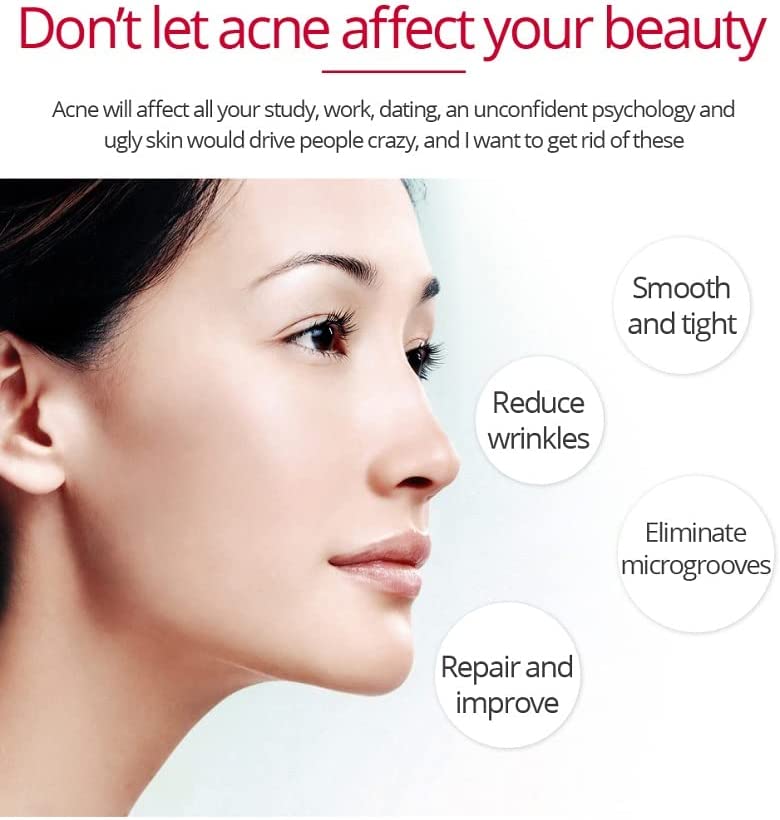 Don’t let acne affect your beauty
Acne will affect all your study, work, dating, an unconfident psychology and
ugly skin would drive people crazy, and I want to get rid of these
Smooth
and tight
Reduce
wrinkles
Eliminate
microgrooves
Repair and
improve